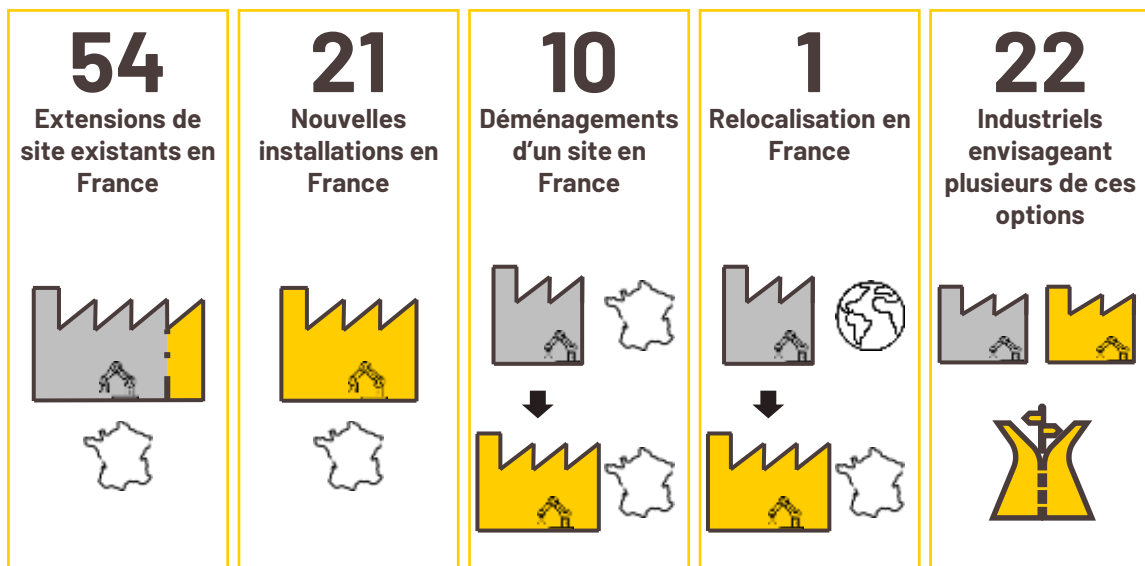 54
Extensions de
site existants en
France
21
Nouvelles
installations en
France
10
Déménagements
d'un site en
France
1
Relocalisation en
France
22
Industriels
envisageant
plusieurs de ces
options